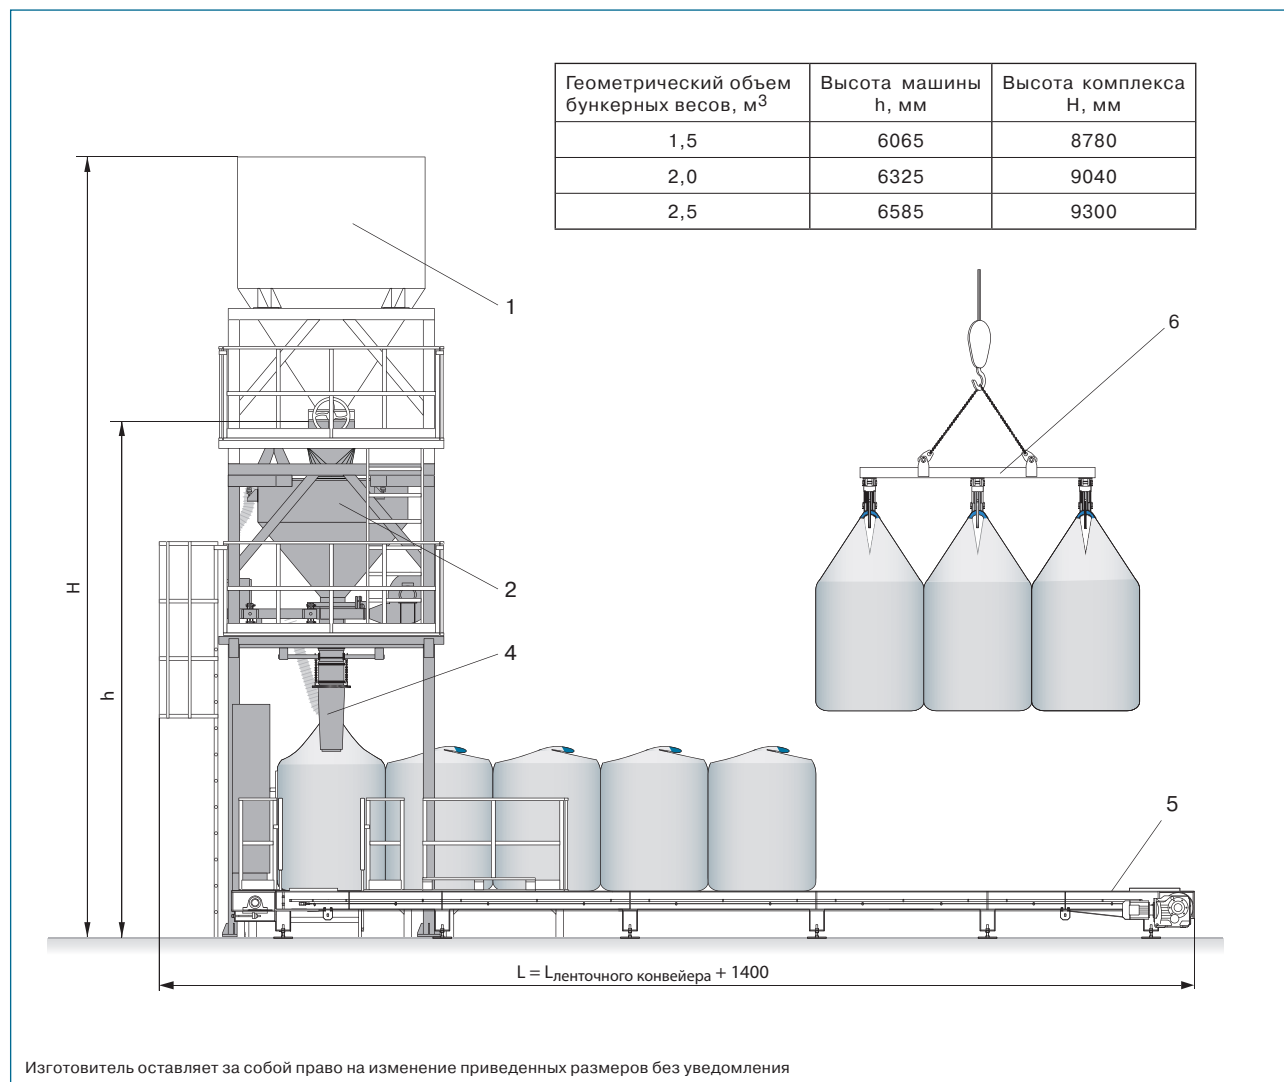 Геометрический объем Высота машины Высота комплекса
бункерных весов, м3 h, мм H, мм
1,5 6065 8780
2,0 6325 9040
2,5 6585 9300
1
6
2
H
4
h
5
L = Lленточного конвейера + 1400
Изготовитель оставляет за собой право на изменение приведенных размеров без уведомления